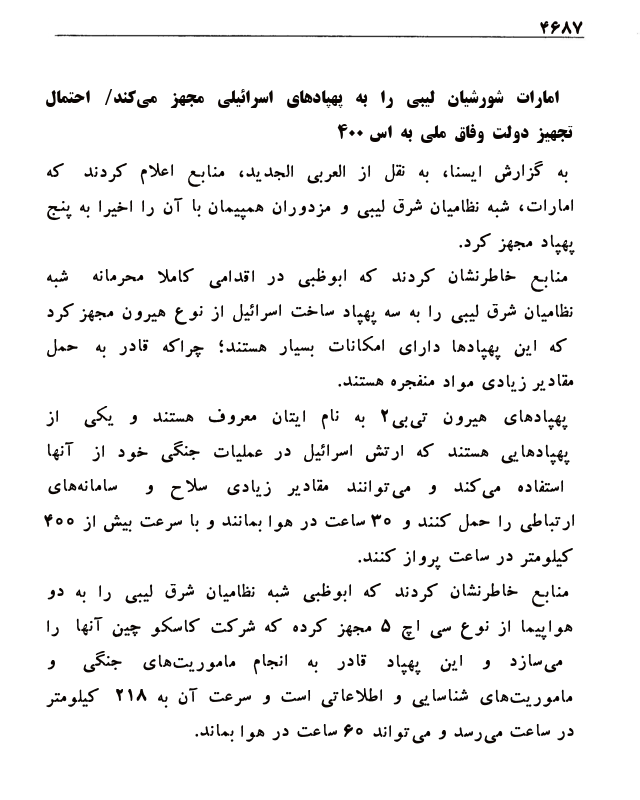 ۴۶۸۷
امارات شورشیان لیبی را به پهپادهای اسرائیلی مجهز می‌کند/ احتمال
تجهیز دولت وفاق ملی به اس ۴۰۰
به گزارش ایسنا، به نقل از العربی الجدید، منابع اعلام کردند که
امارات، شبه نظامیان شرق لیبی و مزدوران همپیمان با آن را اخیرا به پنج
پهپاد مجهز کرد.
منابع خاطرنشان کردند که ابوظبی در اقدامی کاملا محرمانه شبه
نظامیان شرق لیبی را به سه پهپاد ساخت اسرائیل از نوع هیرون مجهز کرد
که این پهپادها دارای امکانات بسیار هستند؛ چراکه قادر به حمل
مقادیر زیادی مواد منفجره هستند.
پهپادهای هیرون تی‌بی۲ به نام ایتان معروف هستند و یکی از
پهپادهایی هستند که ارتش اسرائیل در عملیات جنگی خود از آنها
استفاده می‌کند و می‌توانند مقادیر زیادی سلاح و سامانه‌های
ارتباطی را حمل کنند و ۳۰ ساعت در هوا بمانند و با سرعت بیش از ۴۰۰
کیلومتر در ساعت پرواز کنند.
منابع خاطرنشان کردند که ابوظبی شبه نظامیان شرق لیبی را به دو
هواپیما از نوع سی اچ ۵ مجهز کرده که شرکت کاسکو چین آنها را
می‌سازد و این پهپاد قادر به انجام ماموریت‌های جنگی و
ماموریت‌های شناسایی و اطلاعاتی است و سرعت آن به ۲۱۸ کیلومتر
در ساعت می‌رسد و می‌تواند ۶۰ ساعت در هوا بماند.